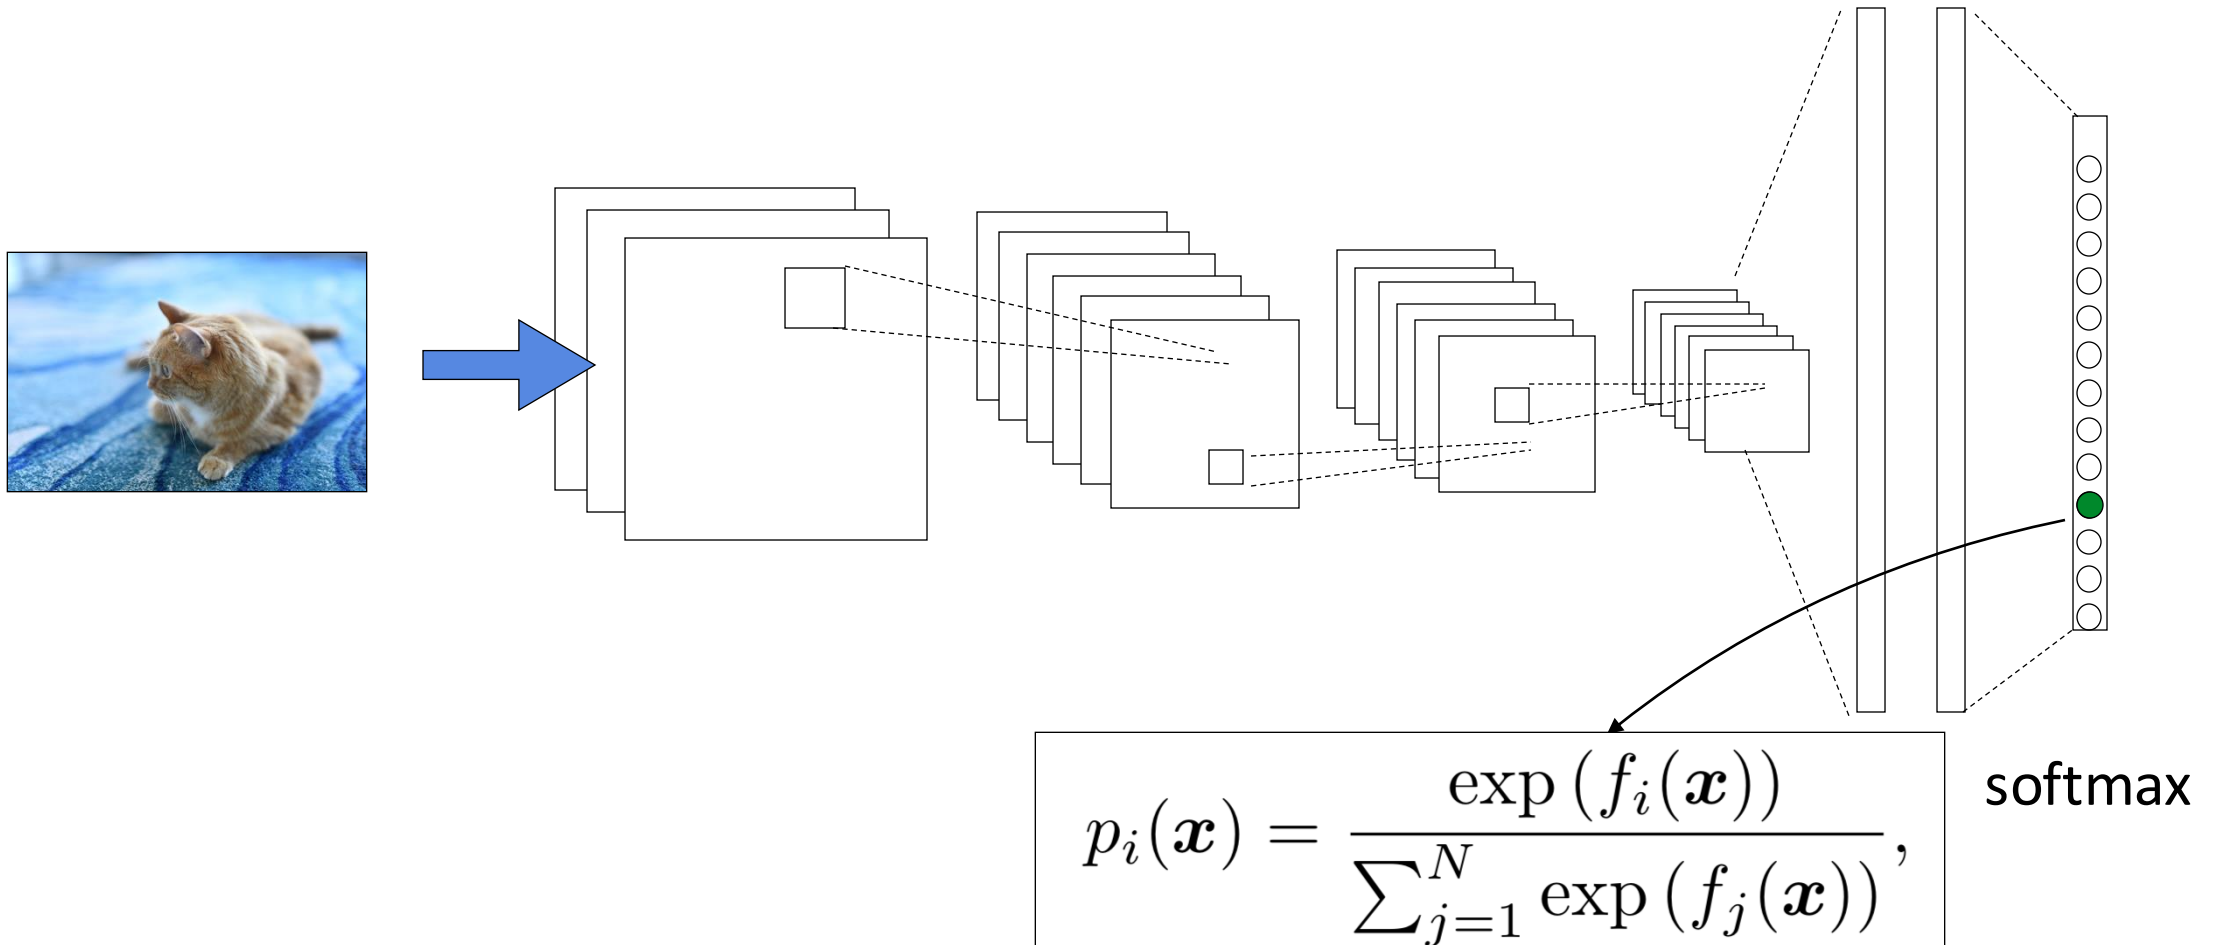 p_i(x) = exp (f_i(x)) / ∑_{j=1}^{N} exp (f_j(x)) ,
softmax